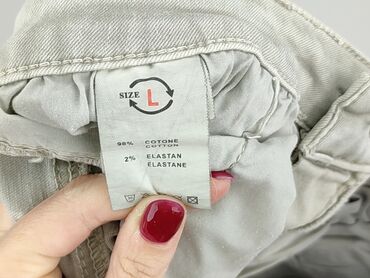 SIZE L
98% COTONE
COTTON
2% ELASTAN
ELASTANE